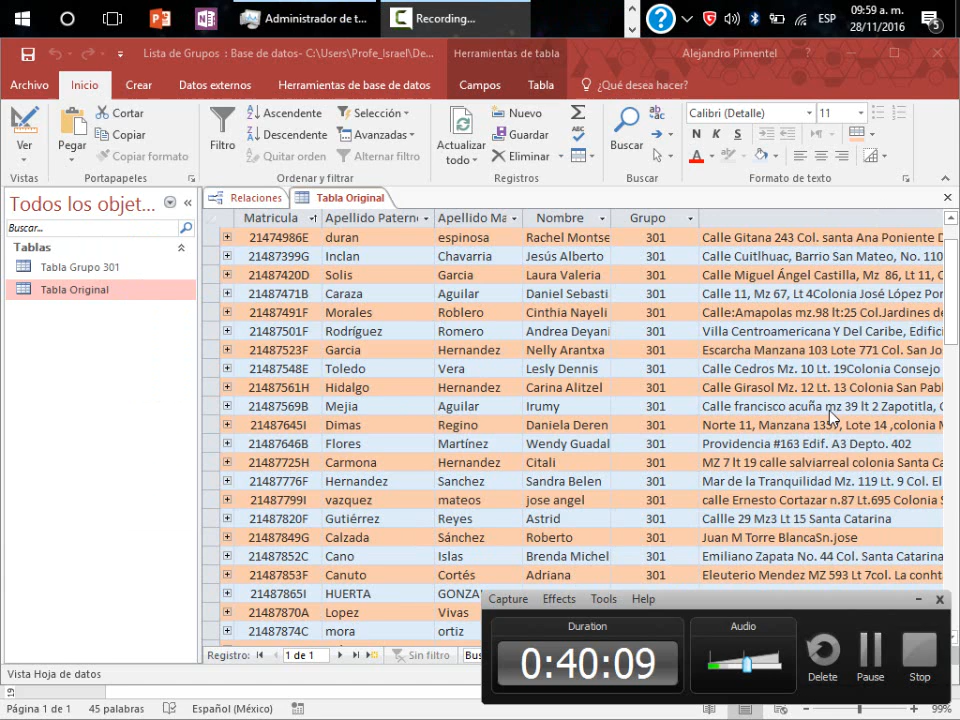 Administrador de t...
Recording...
ESP
09:59 a. m.
28/11/2016
5
Lista de Grupos : Base de datos- C:\Users\Profe_Israel\De...
Herramientas de tabla
Alejandro Pimentel
Archivo
Inicio
Crear
Datos externos
Herramientas de base de datos
Campos
Tabla
¿Qué desea hacer?
Ver
Pegar
Cortar
Copiar
Copiar formato
Filtro
Ascendente
Descendente
Quitar orden
Selección
Avanzadas
Alternar filtro
Actualizar todo
Nuevo
Guardar
Eliminar
Buscar
Calibri (Detalle)
11
N K S
Vistas
Portapapeles
Ordenar y filtrar
Registros
Buscar
Formato de texto
Todos los objet...
Buscar...
Tablas
Tabla Grupo 301
Tabla Original
Relaciones
Tabla Original
Matricula Apellido Patern Apellido Ma Nombre Grupo
21474986E duran espinosa Rachel Montse 301 Calle Gitana 243 Col. santa Ana Poniente D
21487399G Inclan Chavarria Jesús Alberto 301 Calle Cuitlhuac, Barrio San Mateo, No. 110
21487420D Solis Garcia Laura Valeria 301 Calle Miguel Ángel Castilla, Mz 86, Lt 11, C
21487471B Caraza Aguilar Daniel Sebasti 301 Calle 11, Mz 67, Lt 4Colonia José López Por
21487491F Morales Roblero Cinthia Nayeli 301 Calle:Amapolas mz.98 lt:25 Col.Jardines de
21487501F Rodríguez Romero Andrea Deyani 301 Villa Centroamericana Y Del Caribe, Edific
21487523F Garcia Hernandez Nelly Arantxa 301 Escarcha Manzana 103 Lote 771 Col. San Jo
21487548E Toledo Vera Lesly Dennis 301 Calle Cedros Mz. 10 Lt. 19Colonia Consejo
21487561H Hidalgo Hernandez Carina Alitzel 301 Calle Girasol Mz. 12 Lt. 13 Colonia San Pabl
21487569B Mejia Aguilar Irumy 301 Calle francisco acuña mz 39 lt 2 Zapotitla, C
21487645I Dimas Regino Daniela Deren 301 Norte 11, Manzana 1339, Lote 14 ,colonia M
21487646B Flores Martínez Wendy Guadal 301 Providencia #163 Edif. A3 Depto. 402
21487725H Carmona Hernandez Citali 301 MZ 7 lt 19 calle salviarreal colonia Santa Ca
21487776F Hernandez Sanchez Sandra Belen 301 Mar de la Tranquilidad Mz. 119 Lt. 9 Col. El
21487799I vazquez mateos jose angel 301 calle Ernesto Cortazar n.87 Lt.695 Colonia S
21487820F Gutiérrez Reyes Astrid 301 Callle 29 Mz3 Lt 15 Santa Catarina
21487849G Calzada Sánchez Roberto 301 Juan M Torre BlancaSn.jose
21487852C Cano Islas Brenda Michel 301 Emiliano Zapata No. 44 Col. Santa Catarina
21487853F Canuto Cortés Adriana 301 Eleuterio Mendez MZ 593 Lt 7col. La conht
21487865I HUERTA GONZA
21487870A Lopez Vivas
21487874C mora ortiz
Registro: 1 de 1 Sin filtro Bus
Vista Hoja de datos
19
Página 1 de 1
45 palabras
Español (México)
99%
Capture
Effects
Tools
Help
Duration
0:40:09
Audio
Delete
Pause
Stop